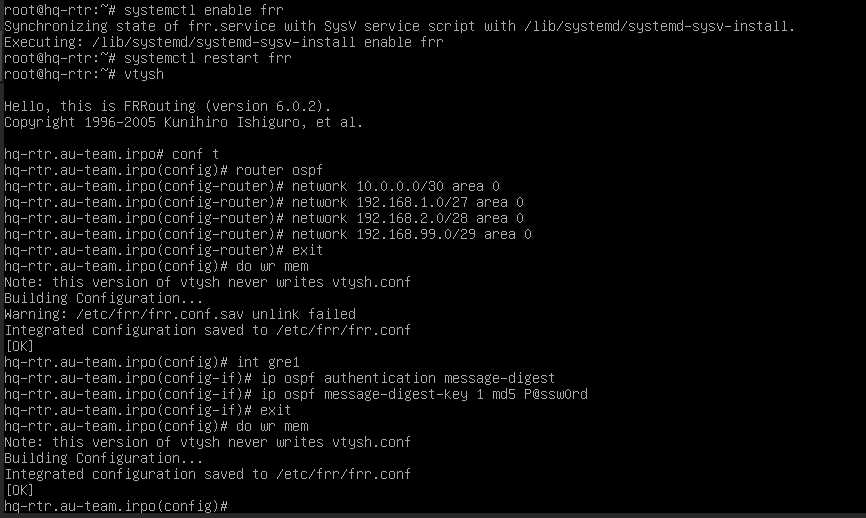 root@hq-rtr:~# systemctl enable frr
Synchronizing state of frr.service with SysV service script with /lib/systemd/systemd-sysv-install.
Executing: /lib/systemd/systemd-sysv-install enable frr
root@hq-rtr:~# systemctl restart frr
root@hq-rtr:~# vtysh
Hello, this is FRRouting (version 6.0.2).
Copyright 1996-2005 Kunihiro Ishiguro, et al.
hq-rtr.au-team.irpo# conf t
hq-rtr.au-team.irpo(config)# router ospf
hq-rtr.au-team.irpo(config-router)# network 10.0.0.0/30 area 0
hq-rtr.au-team.irpo(config-router)# network 192.168.1.0/27 area 0
hq-rtr.au-team.irpo(config-router)# network 192.168.2.0/28 area 0
hq-rtr.au-team.irpo(config-router)# network 192.168.99.0/29 area 0
hq-rtr.au-team.irpo(config-router)# exit
hq-rtr.au-team.irpo(config)# do wr mem
Note: this version of vtysh never writes vtysh.conf
Building Configuration...
Warning: /etc/frr/frr.conf.sav unlink failed
Integrated configuration saved to /etc/frr/frr.conf
[OK]
hq-rtr.au-team.irpo(config)# int gre1
hq-rtr.au-team.irpo(config-if)# ip ospf authentication message-digest
hq-rtr.au-team.irpo(config-if)# ip ospf message-digest-key 1 md5 P@ssw0rd
hq-rtr.au-team.irpo(config-if)# exit
hq-rtr.au-team.irpo(config)# do wr mem
Note: this version of vtysh never writes vtysh.conf
Building Configuration...
Integrated configuration saved to /etc/frr/frr.conf
[OK]
hq-rtr.au-team.irpo(config)#